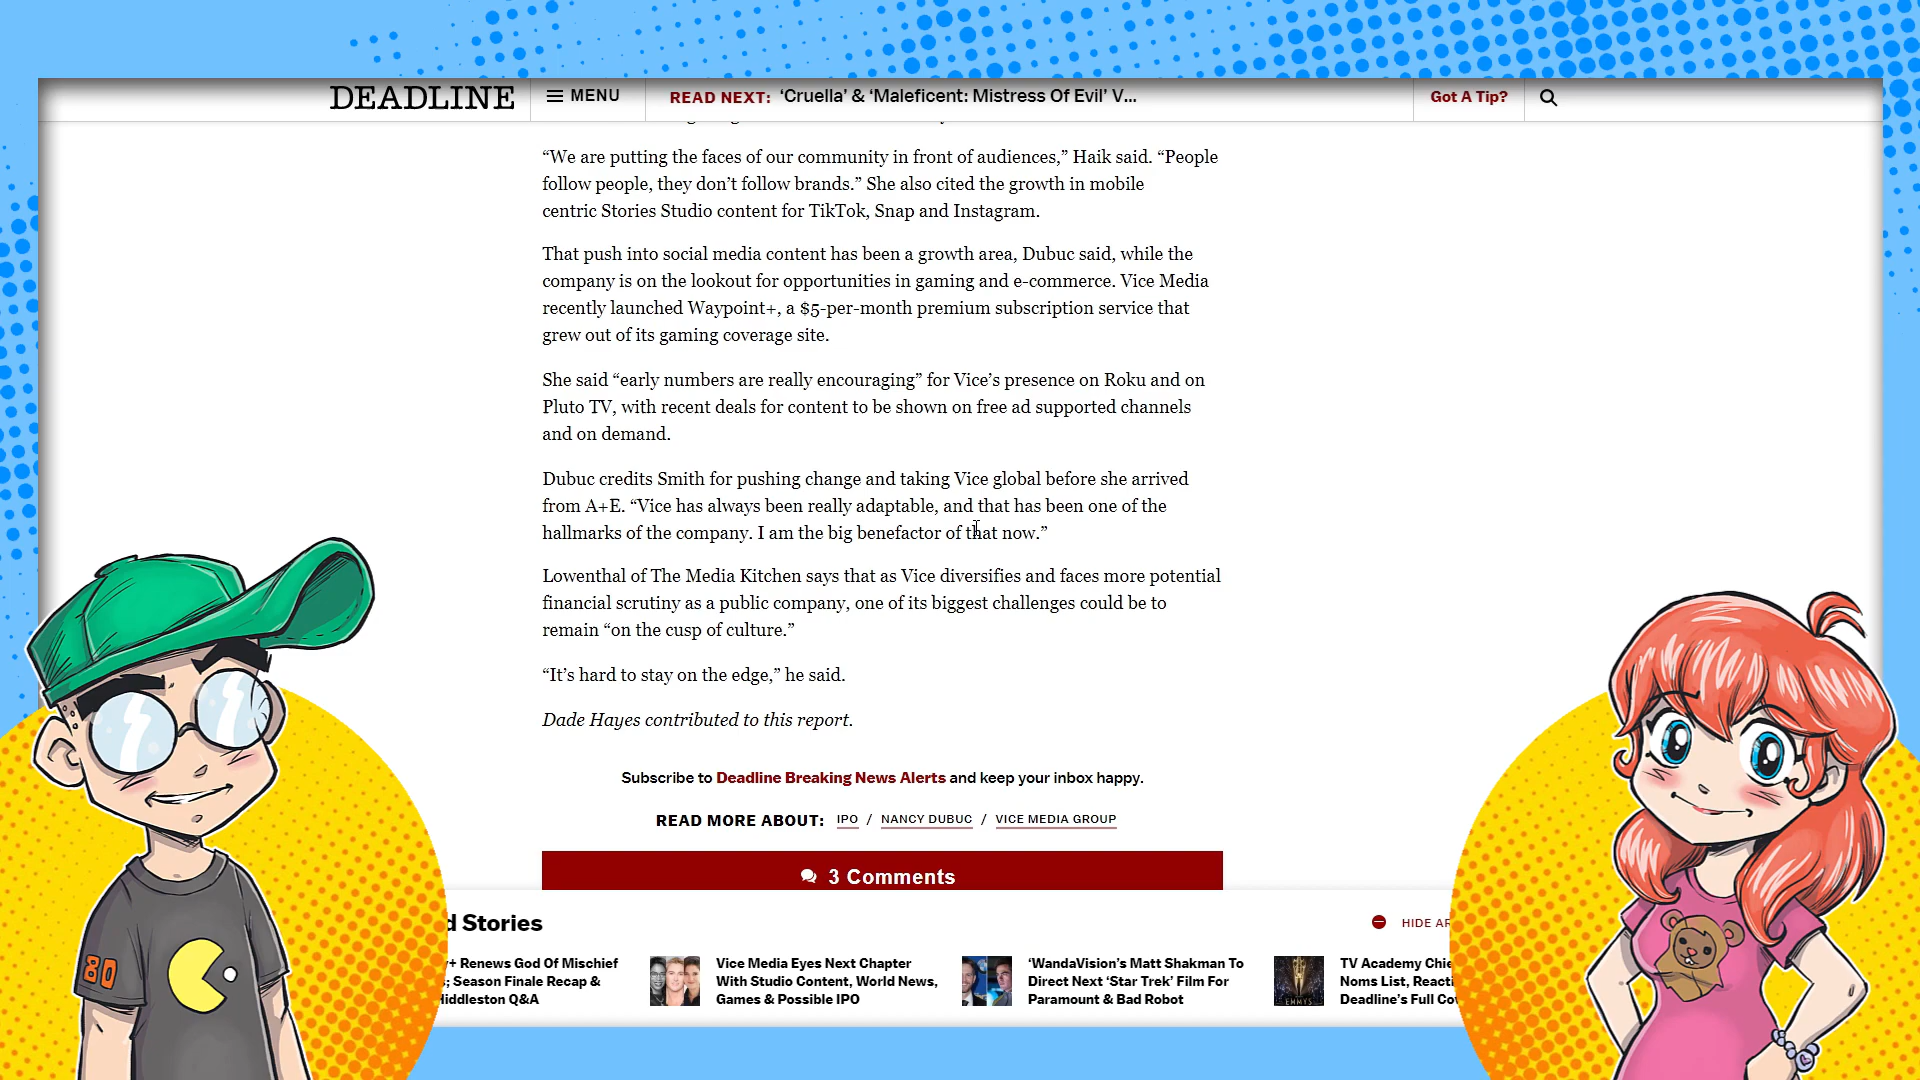 DEADLINE
MENU
READ NEXT: ‘Cruella’ & ‘Maleficent: Mistress Of Evil’ V...
Got A Tip?
“We are putting the faces of our community in front of audiences,” Haik said. “People
follow people, they don’t follow brands.” She also cited the growth in mobile
centric Stories Studio content for TikTok, Snap and Instagram.
That push into social media content has been a growth area, Dubuc said, while the
company is on the lookout for opportunities in gaming and e-commerce. Vice Media
recently launched Waypoint+, a $5-per-month premium subscription service that
grew out of its gaming coverage site.
She said “early numbers are really encouraging” for Vice’s presence on Roku and on
Pluto TV, with recent deals for content to be shown on free ad supported channels
and on demand.
Dubuc credits Smith for pushing change and taking Vice global before she arrived
from A+E. “Vice has always been really adaptable, and that has been one of the
hallmarks of the company. I am the big benefactor of that now.”
Lowenthal of The Media Kitchen says that as Vice diversifies and faces more potential
financial scrutiny as a public company, one of its biggest challenges could be to
remain “on the cusp of culture.”
“It’s hard to stay on the edge,” he said.
Dade Hayes contributed to this report.
Subscribe to Deadline Breaking News Alerts and keep your inbox happy.
READ MORE ABOUT: IPO / NANCY DUBUC / VICE MEDIA GROUP
3 Comments
d Stories
HIDE AR
+ Renews God Of Mischief
; Season Finale Recap &
iddleston Q&A
Vice Media Eyes Next Chapter
With Studio Content, World News,
Games & Possible IPO
‘WandaVision’s Matt Shakman To
Direct Next ‘Star Trek’ Film For
Paramount & Bad Robot
EMMYS
TV Academy Chie
Noms List, Reacti
Deadline’s Full Co
80